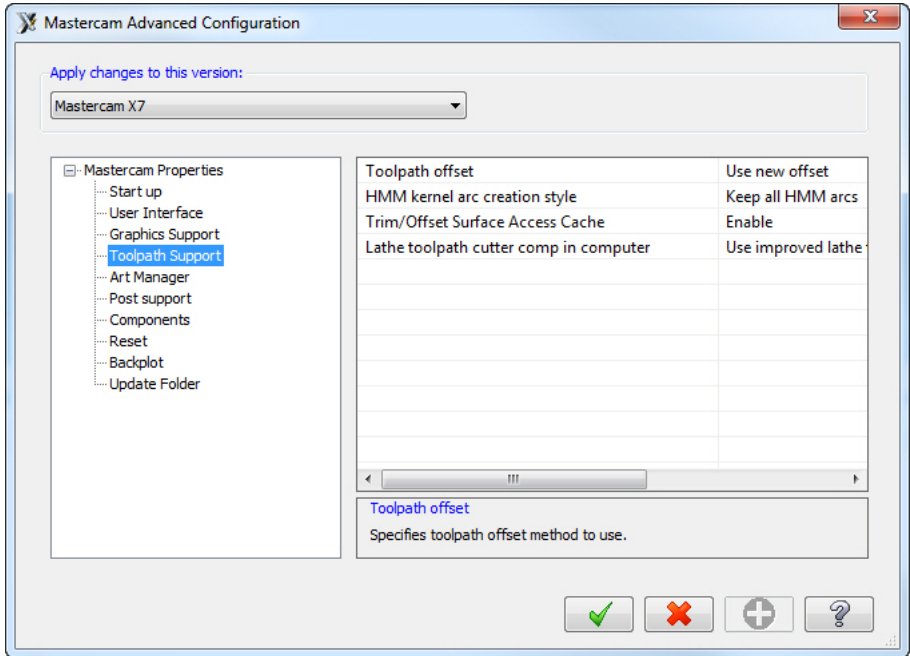 Mastercam Advanced Configuration
Apply changes to this version:
Mastercam X7
Mastercam Properties
Start up
User Interface
Graphics Support
Toolpath Support
Art Manager
Post support
Components
Reset
Backplot
Update Folder
Toolpath offset Use new offset
HMM kernel arc creation style Keep all HMM arcs
Trim/Offset Surface Access Cache Enable
Lathe toolpath cutter comp in computer Use improved lathe
Toolpath offset
Specifies toolpath offset method to use.